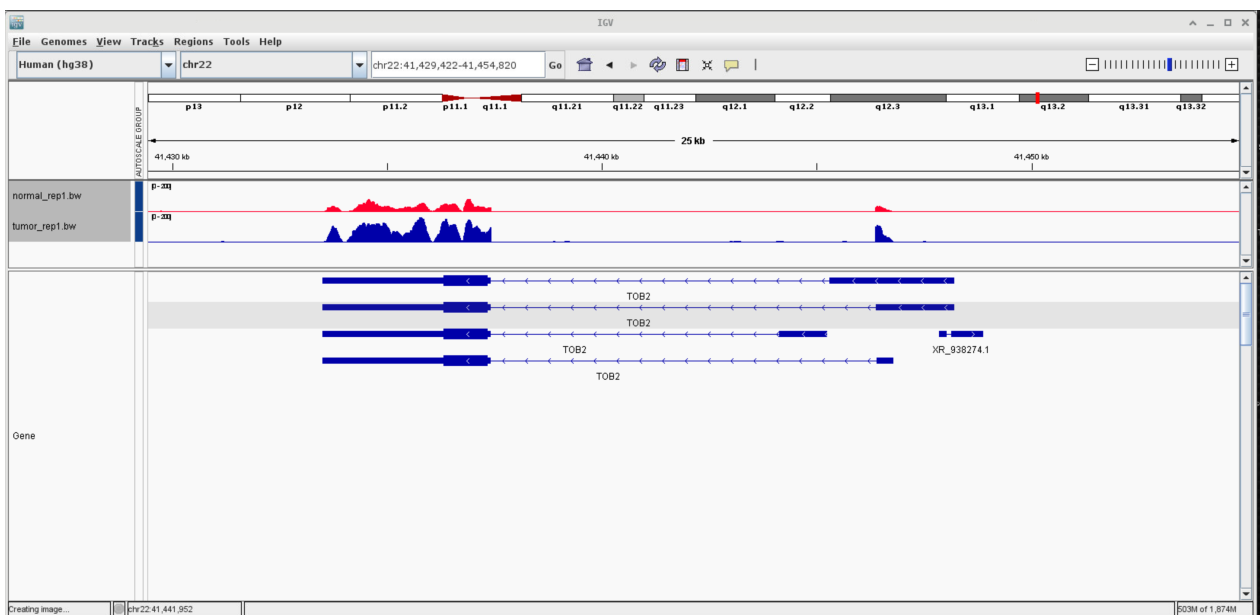 IGV
File Genomes View Tracks Regions Tools Help
Human (hg38) chr22 chr22:41,429,422-41,454,820 Go
p13 p12 p11.2 p11.1 q11.1 q11.21 q11.22 q11.23 q12.1 q12.2 q12.3 q13.1 q13.2 q13.31 q13.32
AUTOSCALE GROUP
25 kb
41,430 kb 41,440 kb 41,450 kb
normal_rep1.bw
tumor_rep1.bw
TOB2
TOB2
TOB2 XR_938274.1
TOB2
Gene
Creating image... chr22:41,441,952 503M of 1,874M